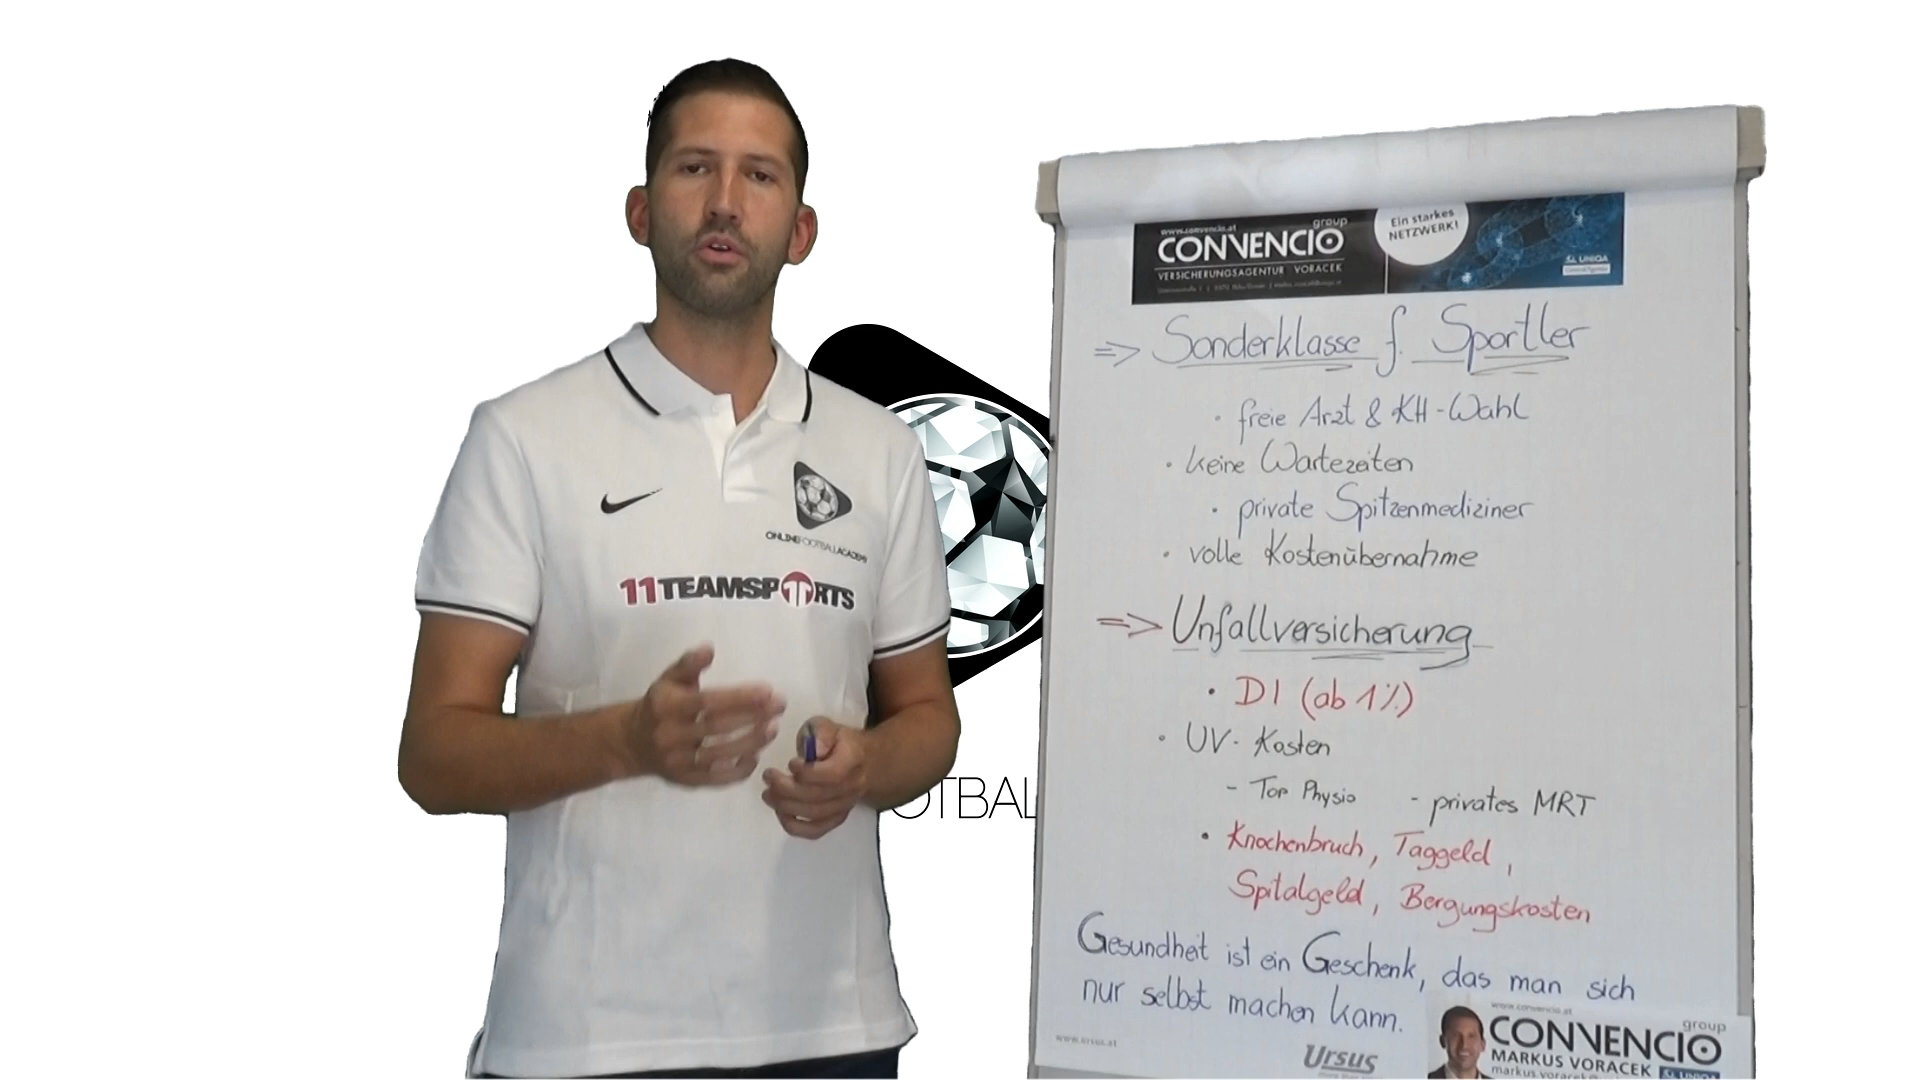 www.convencio.at
group
CONVENCIO
VERSICHERUNGSAGENTUR VORACEK
Ein starkes
NETZWERK!
UNIQA
=> Sonderklasse f. Sportler
• freie Arzt & KH-Wahl
• keine Wartezeiten
• private Spitzenmediziner
• volle Kostenübernahme
=> Unfallversicherung
• DI (ab 1%)
• UV-Kosten
- Top Physio - privates MRT
• Knochenbruch, Taggeld,
Spitalgeld, Bergungskosten
Gesundheit ist ein Geschenk, das man sich
nur selbst machen kann.
www.convencio.at
group
CONVENCIO
MARKUS VORACEK
UNIQA
Ursus
ONLINEFOOTBALLACADEMY
11TEAMSPORTS
OTBAL